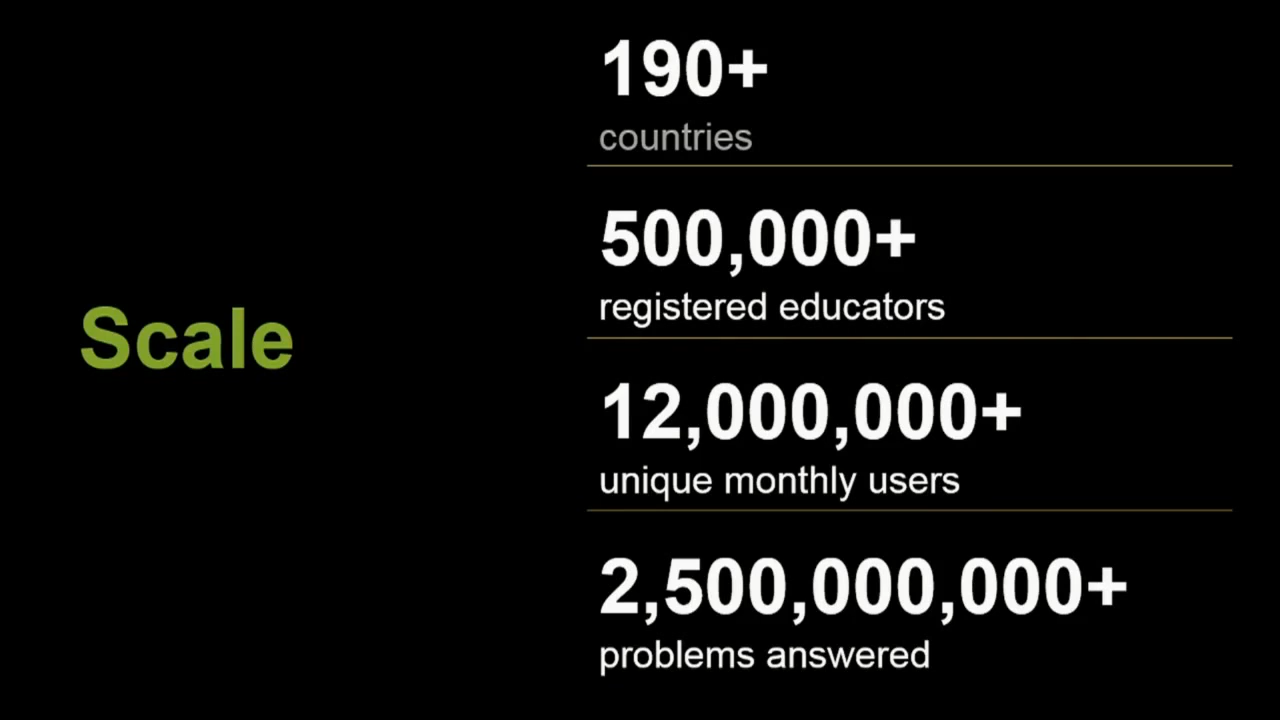 Scale
190+
countries
500,000+
registered educators
12,000,000+
unique monthly users
2,500,000,000+
problems answered